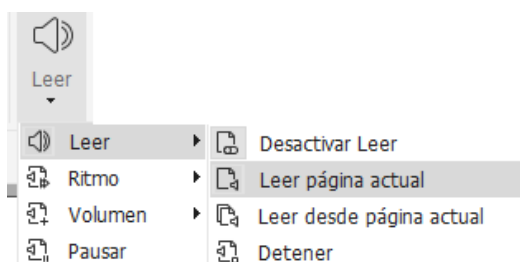 Leer
Leer
Desactivar Leer
Ritmo
Leer página actual
Volumen
Leer desde página actual
Pausar
Detener